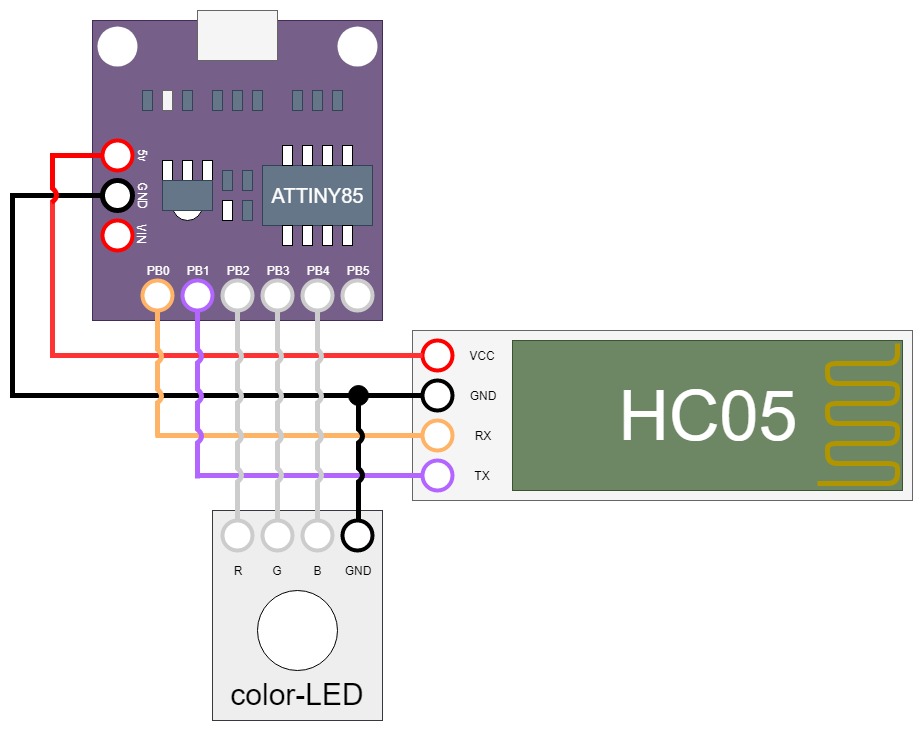 5v
GND
VIN
ATTINY85
PB0 PB1 PB2 PB3 PB4 PB5
VCC
GND
RX
TX
HC05
R G B GND
color-LED